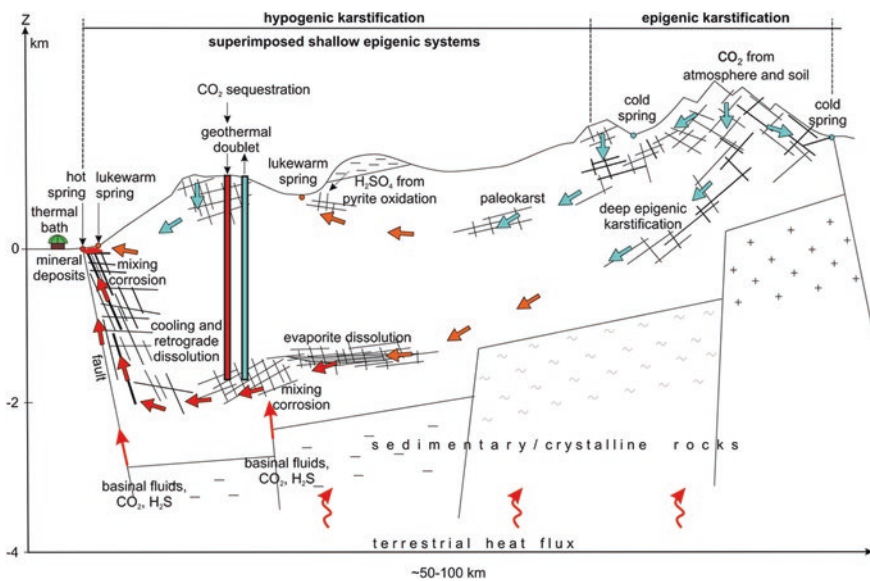 Z
km
hypogenic karstification
epigenic karstification
superimposed shallow epigenic systems
CO₂ from
atmosphere and soil
CO₂ sequestration
cold
spring
cold
spring
geothermal
doublet
lukewarm
spring
hot
spring
lukewarm
spring
H₂SO₄ from
pyrite oxidation
paleokarst
thermal
bath
deep epigenic
karstification
0
mineral
deposits
mixing
corrosion
cooling and
retrograde
dissolution
evaporite dissolution
fault
mixing
corrosion
-2
sedimentary/crystalline rocks
basinal fluids,
CO₂, H₂S
basinal fluids,
CO₂, H₂S
terrestrial heat flux
-4
~50-100 km